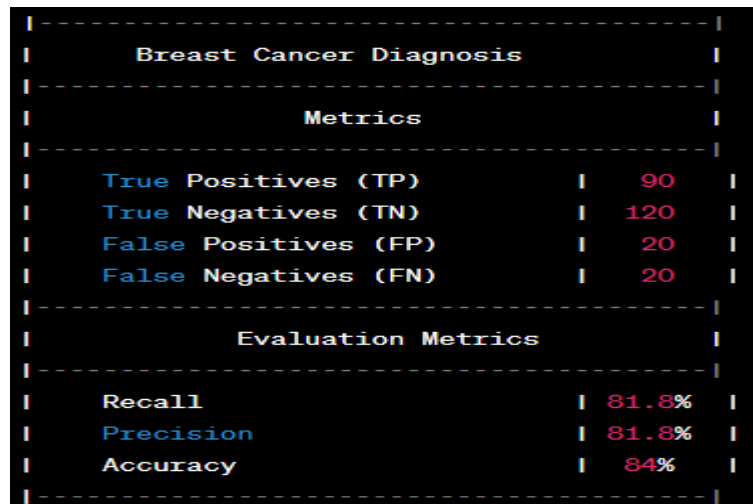 |---------------------------------------|
| Breast Cancer Diagnosis |
|---------------------------------------|
| Metrics |
|---------------------------------------|
| True Positives (TP) | 90 |
| True Negatives (TN) | 120 |
| False Positives (FP) | 20 |
| False Negatives (FN) | 20 |
|---------------------------------------|
| Evaluation Metrics |
|---------------------------------------|
| Recall | 81.8% |
| Precision | 81.8% |
| Accuracy | 84% |
|---------------------------------------|